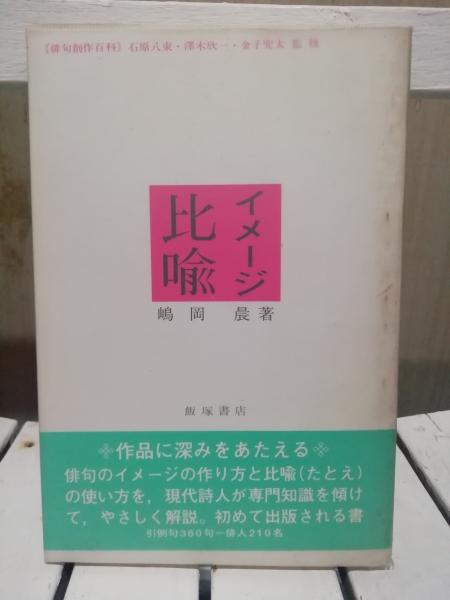 〔俳句創作百科〕石原八束・澤木欣一・金子兜太 監修
イメージ
比喩
嶋岡 晨著
飯塚書店
作品に深みをあたえる
俳句のイメージの作り方と比喩(たとえ)
の使い方を，現代詩人が専門知識を傾け
て，やさしく解説。初めて出版される書
引例句360句一俳人210名